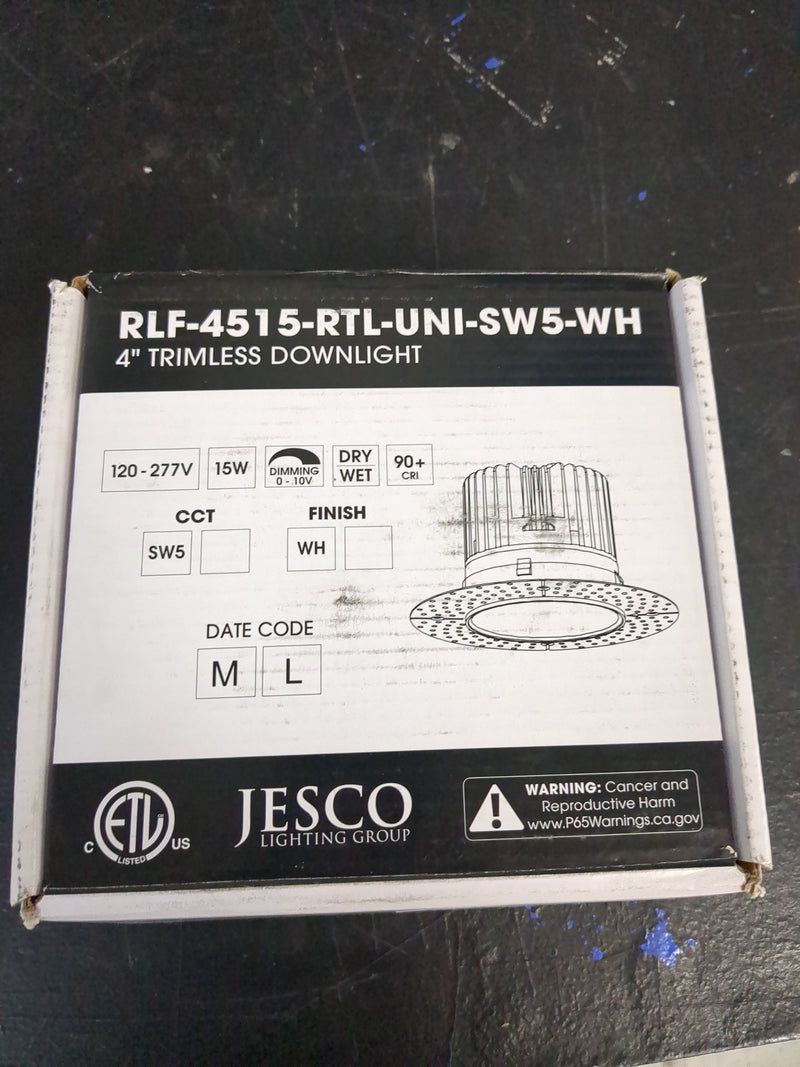 RLF-4515-RTL-UNI-SW5-WH
4" TRIMLESS DOWNLIGHT
120 - 277V
15W
DIMMING
0 - 10V
DRY
WET
90+
CRI
CCT
SW5
FINISH
WH
DATE CODE
M L
C ETL US
LISTED
JESCO
LIGHTING GROUP
WARNING: Cancer and
Reproductive Harm
www.P65Warnings.ca.gov